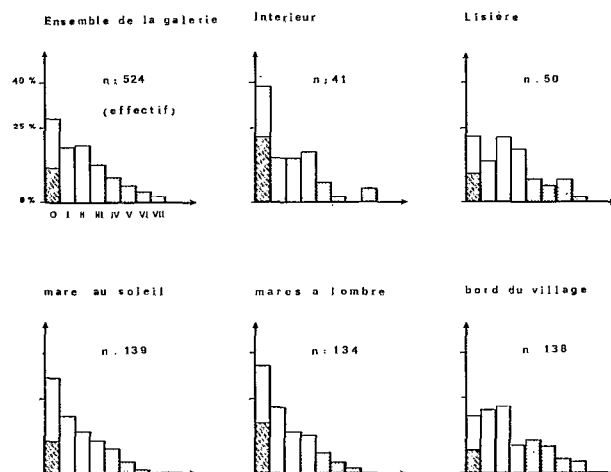 Ensemble de la galerie
Interieur
Lisière
n: 524
(effectif)
n; 41
n. 50
40 %
25 %
0 %
O I II III IV V VI VII
mare au soleil
mares a lombre
bord du village
n. 139
n: 134
n 138